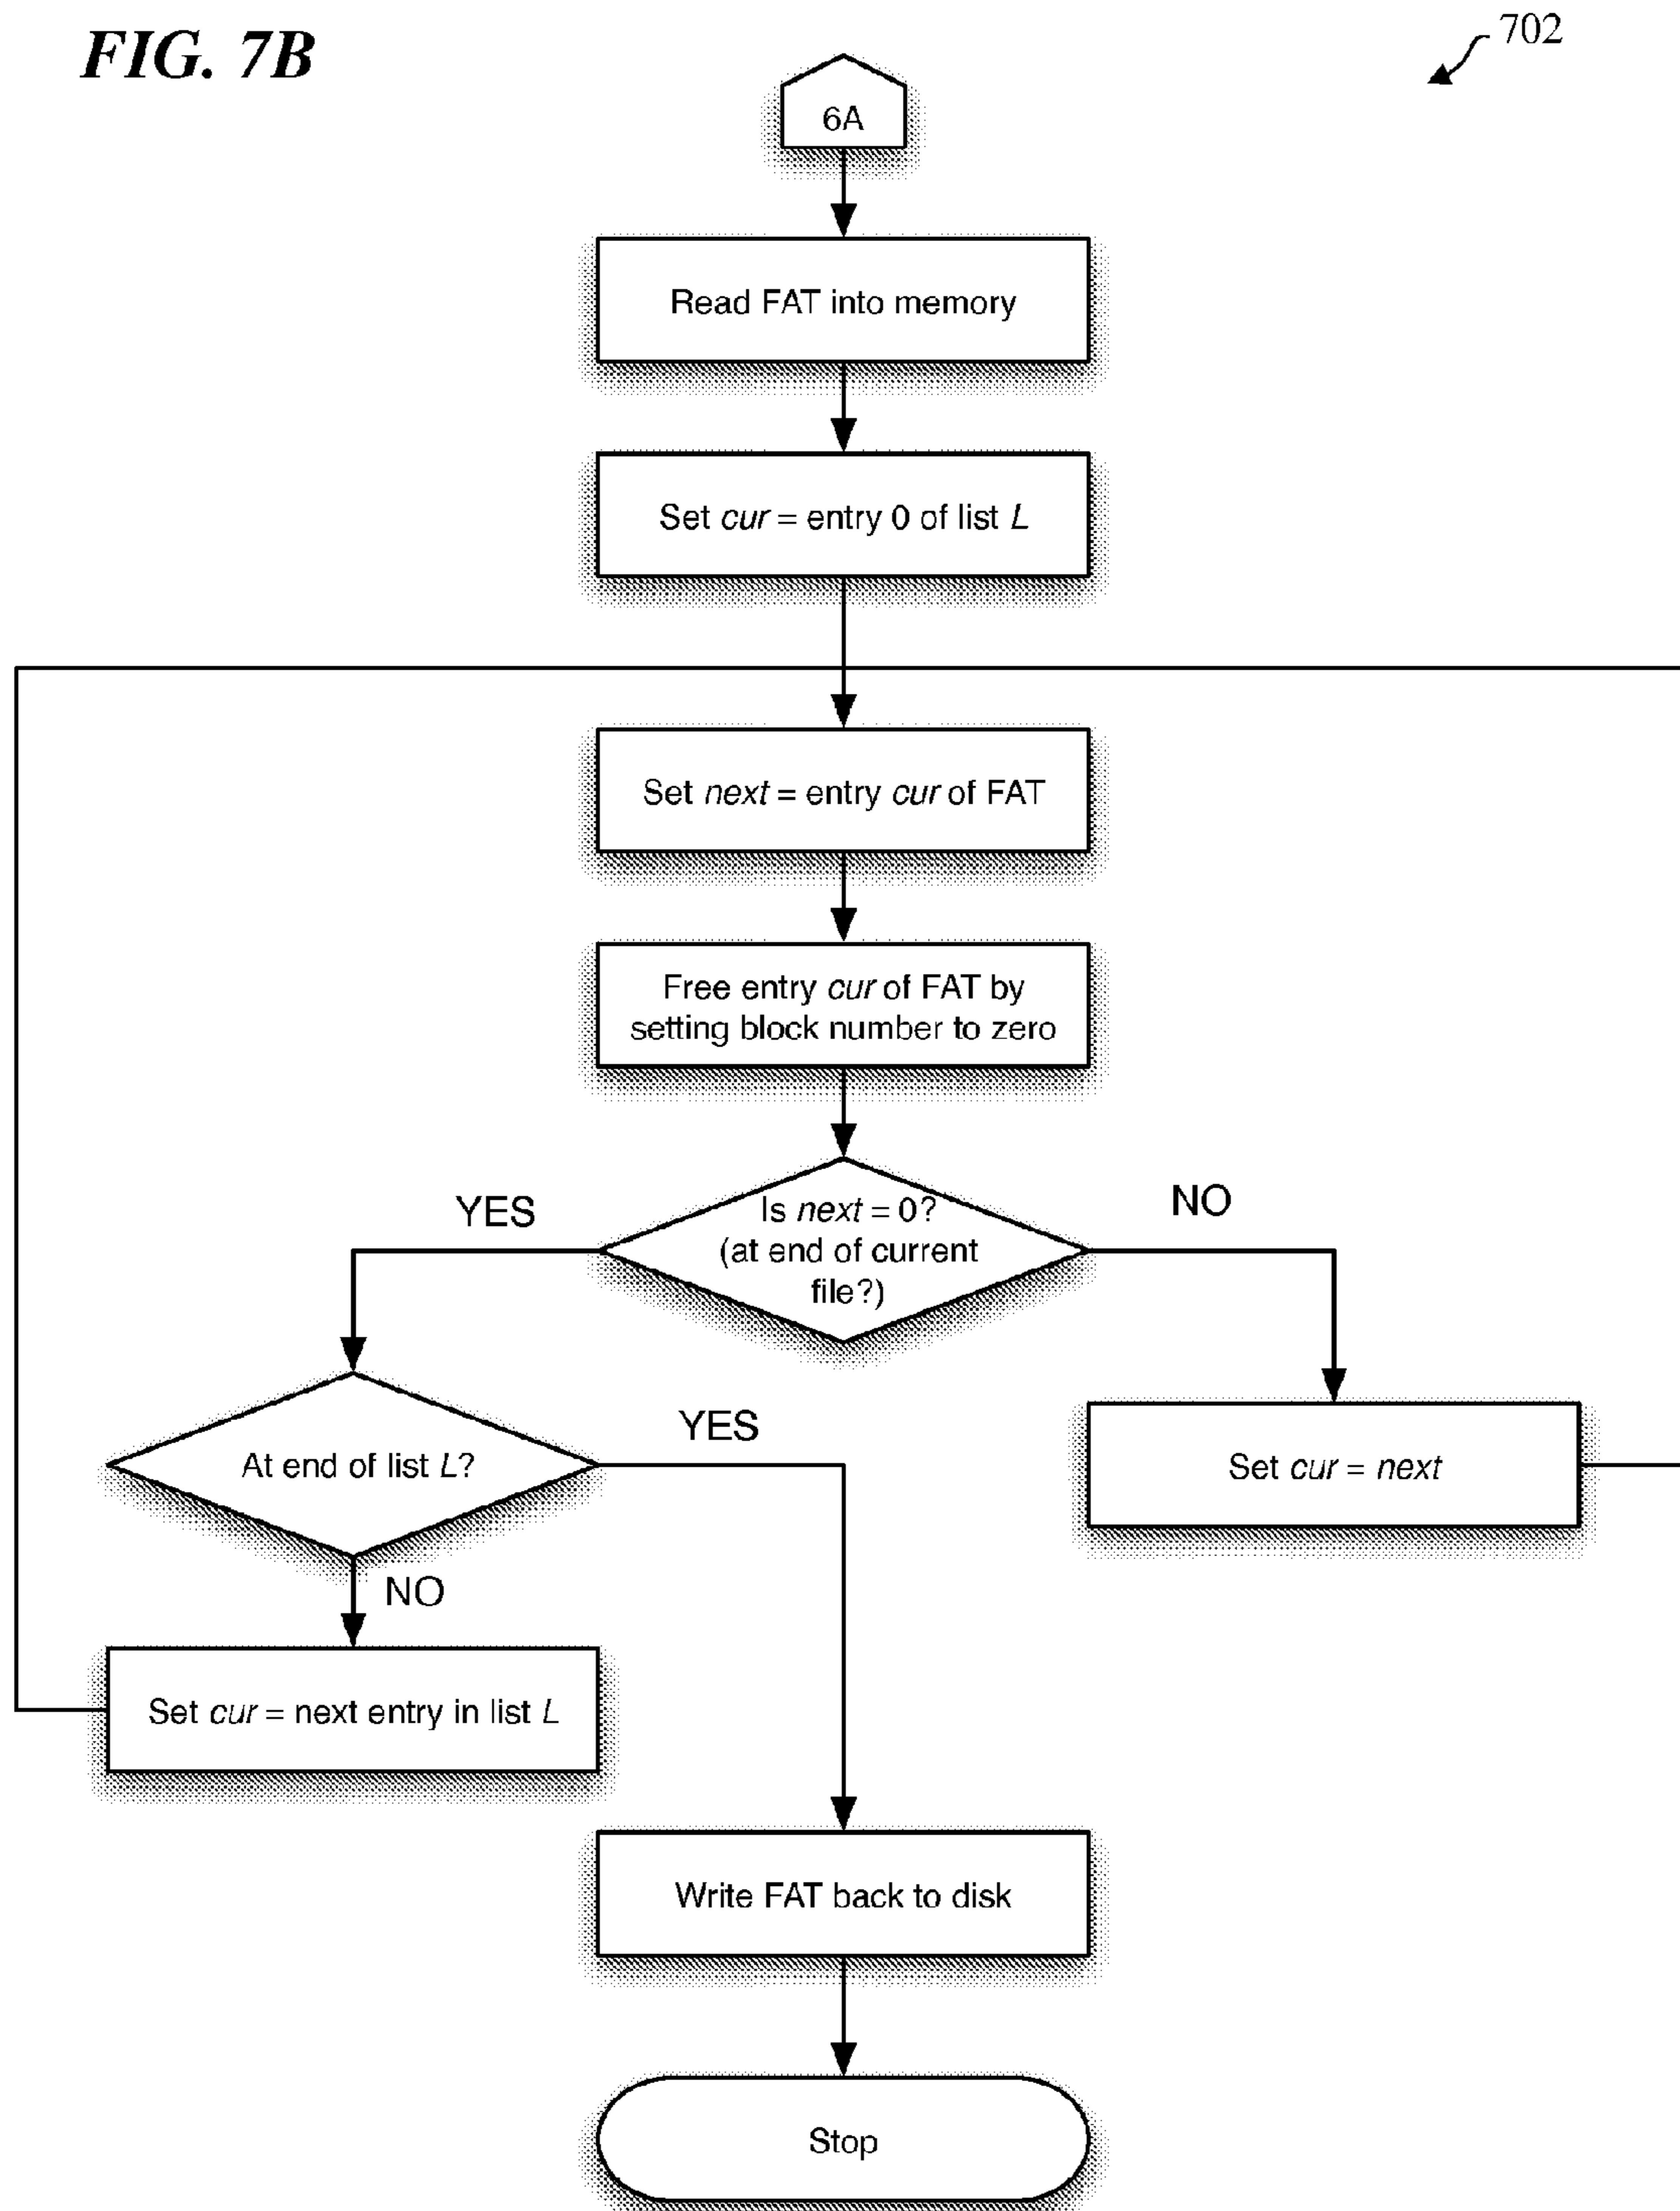 FIG. 7B
702
6A
Read FAT into memory
Set cur = entry 0 of list L
Set next = entry cur of FAT
Free entry cur of FAT by
setting block number to zero
YES
Is next = 0?
(at end of current
file?)
NO
At end of list L?
YES
Set cur = next
NO
Set cur = next entry in list L
Write FAT back to disk
Stop